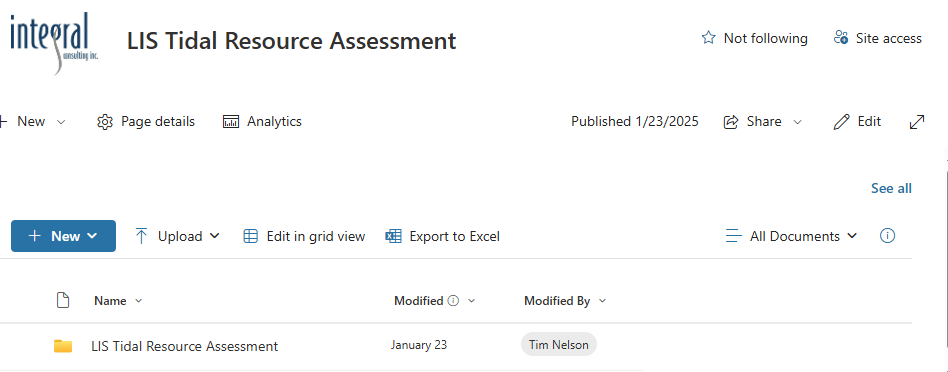 integral
consulting inc.
LIS Tidal Resource Assessment
Not following
Site access
New
Page details
Analytics
Published 1/23/2025
Share
Edit
See all
New
Upload
Edit in grid view
Export to Excel
All Documents
Name
Modified
Modified By
LIS Tidal Resource Assessment
January 23
Tim Nelson